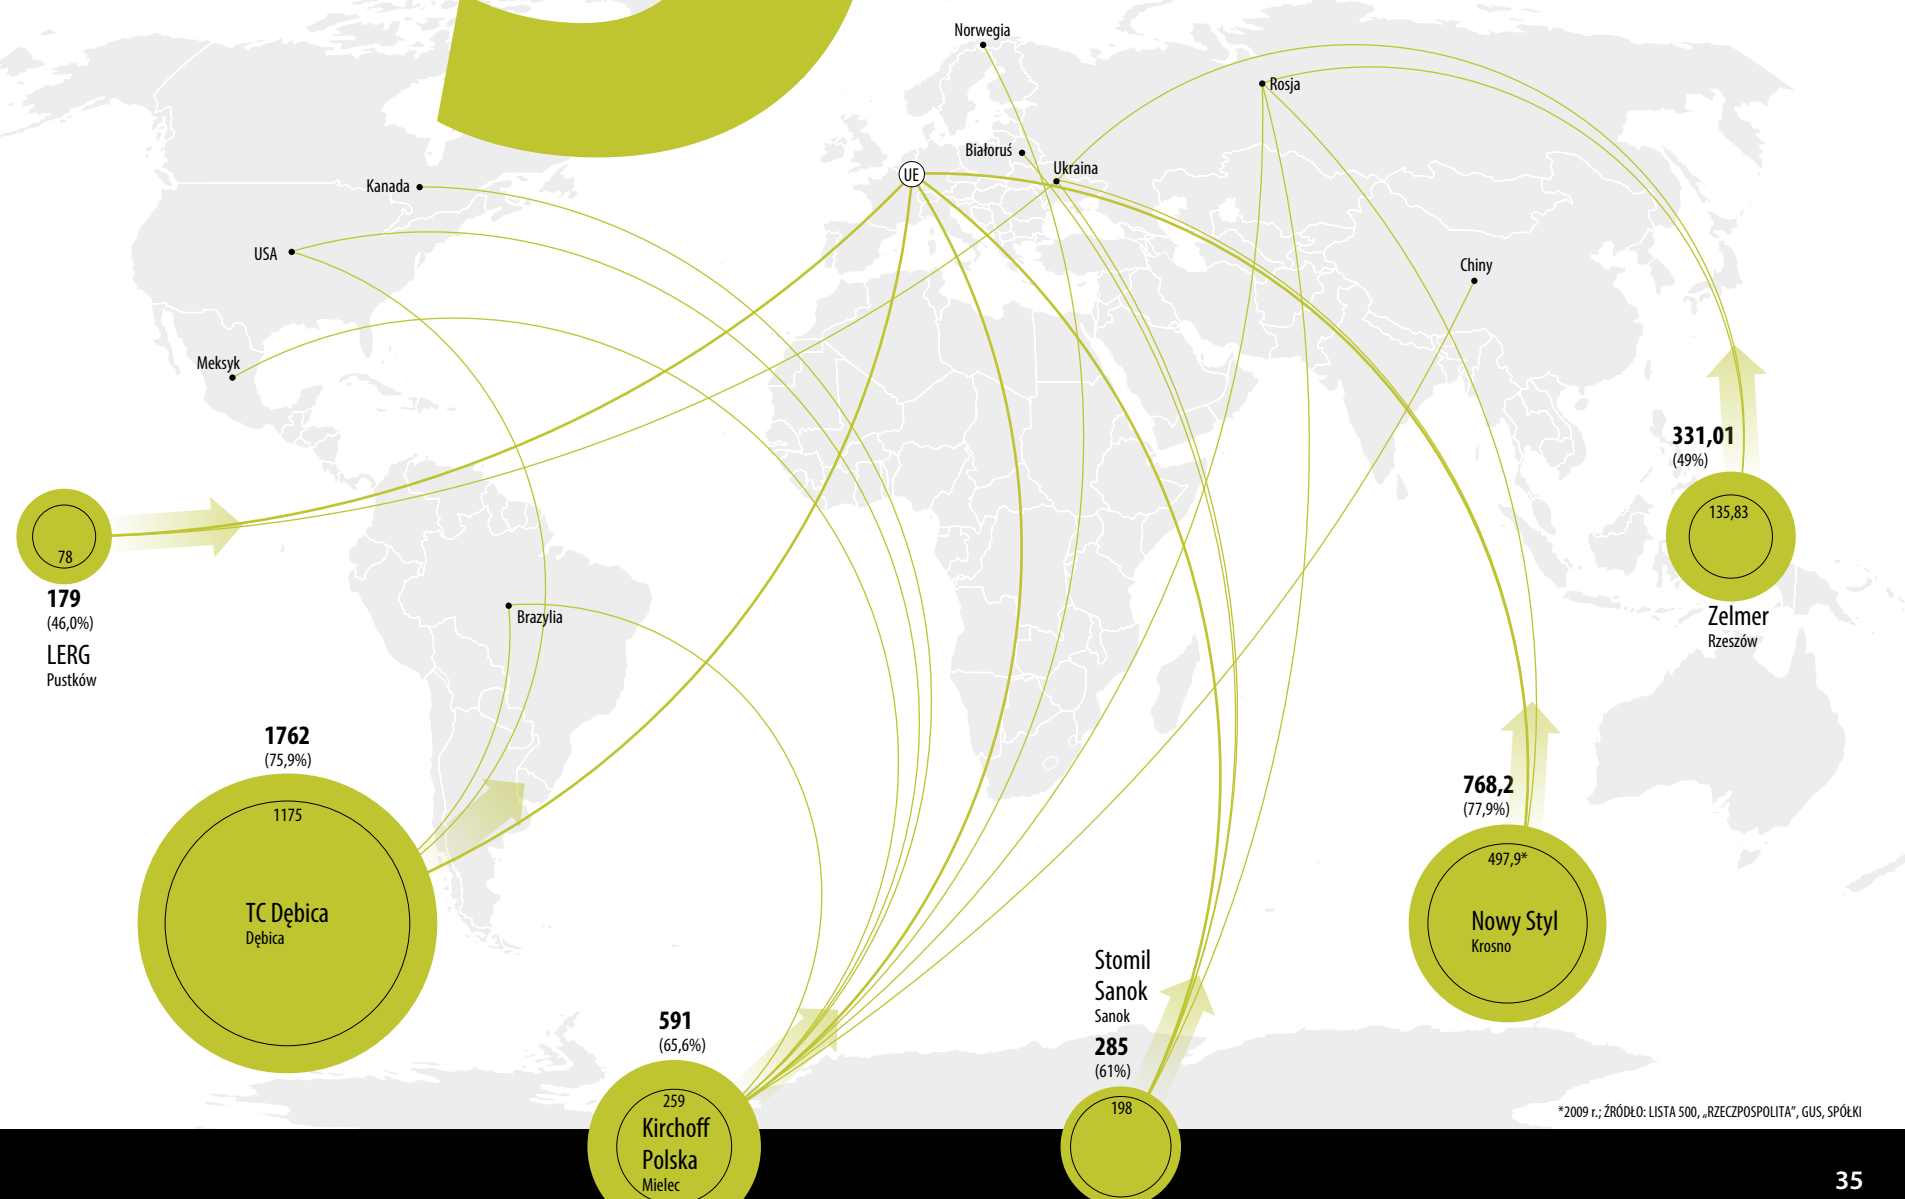 Norwegia
Rosja
Białoruś
Ukraina
UE
Kanada
USA
Chiny
Meksyk
331,01
(49%)
135,83
Zelmer
Rzeszów
78
179
(46,0%)
LERG
Pustków
Brazylia
1762
(75,9%)
1175
TC Dębica
Dębica
768,2
(77,9%)
497,9*
Nowy Styl
Krosno
591
(65,6%)
259
Kirchoff
Polska
Mielec
Stomil
Sanok
Sanok
285
(61%)
198
*2009 r.; ŹRÓDŁO: LISTA 500, „RZECZPOSPOLITA”, GUS, SPÓŁKI
35